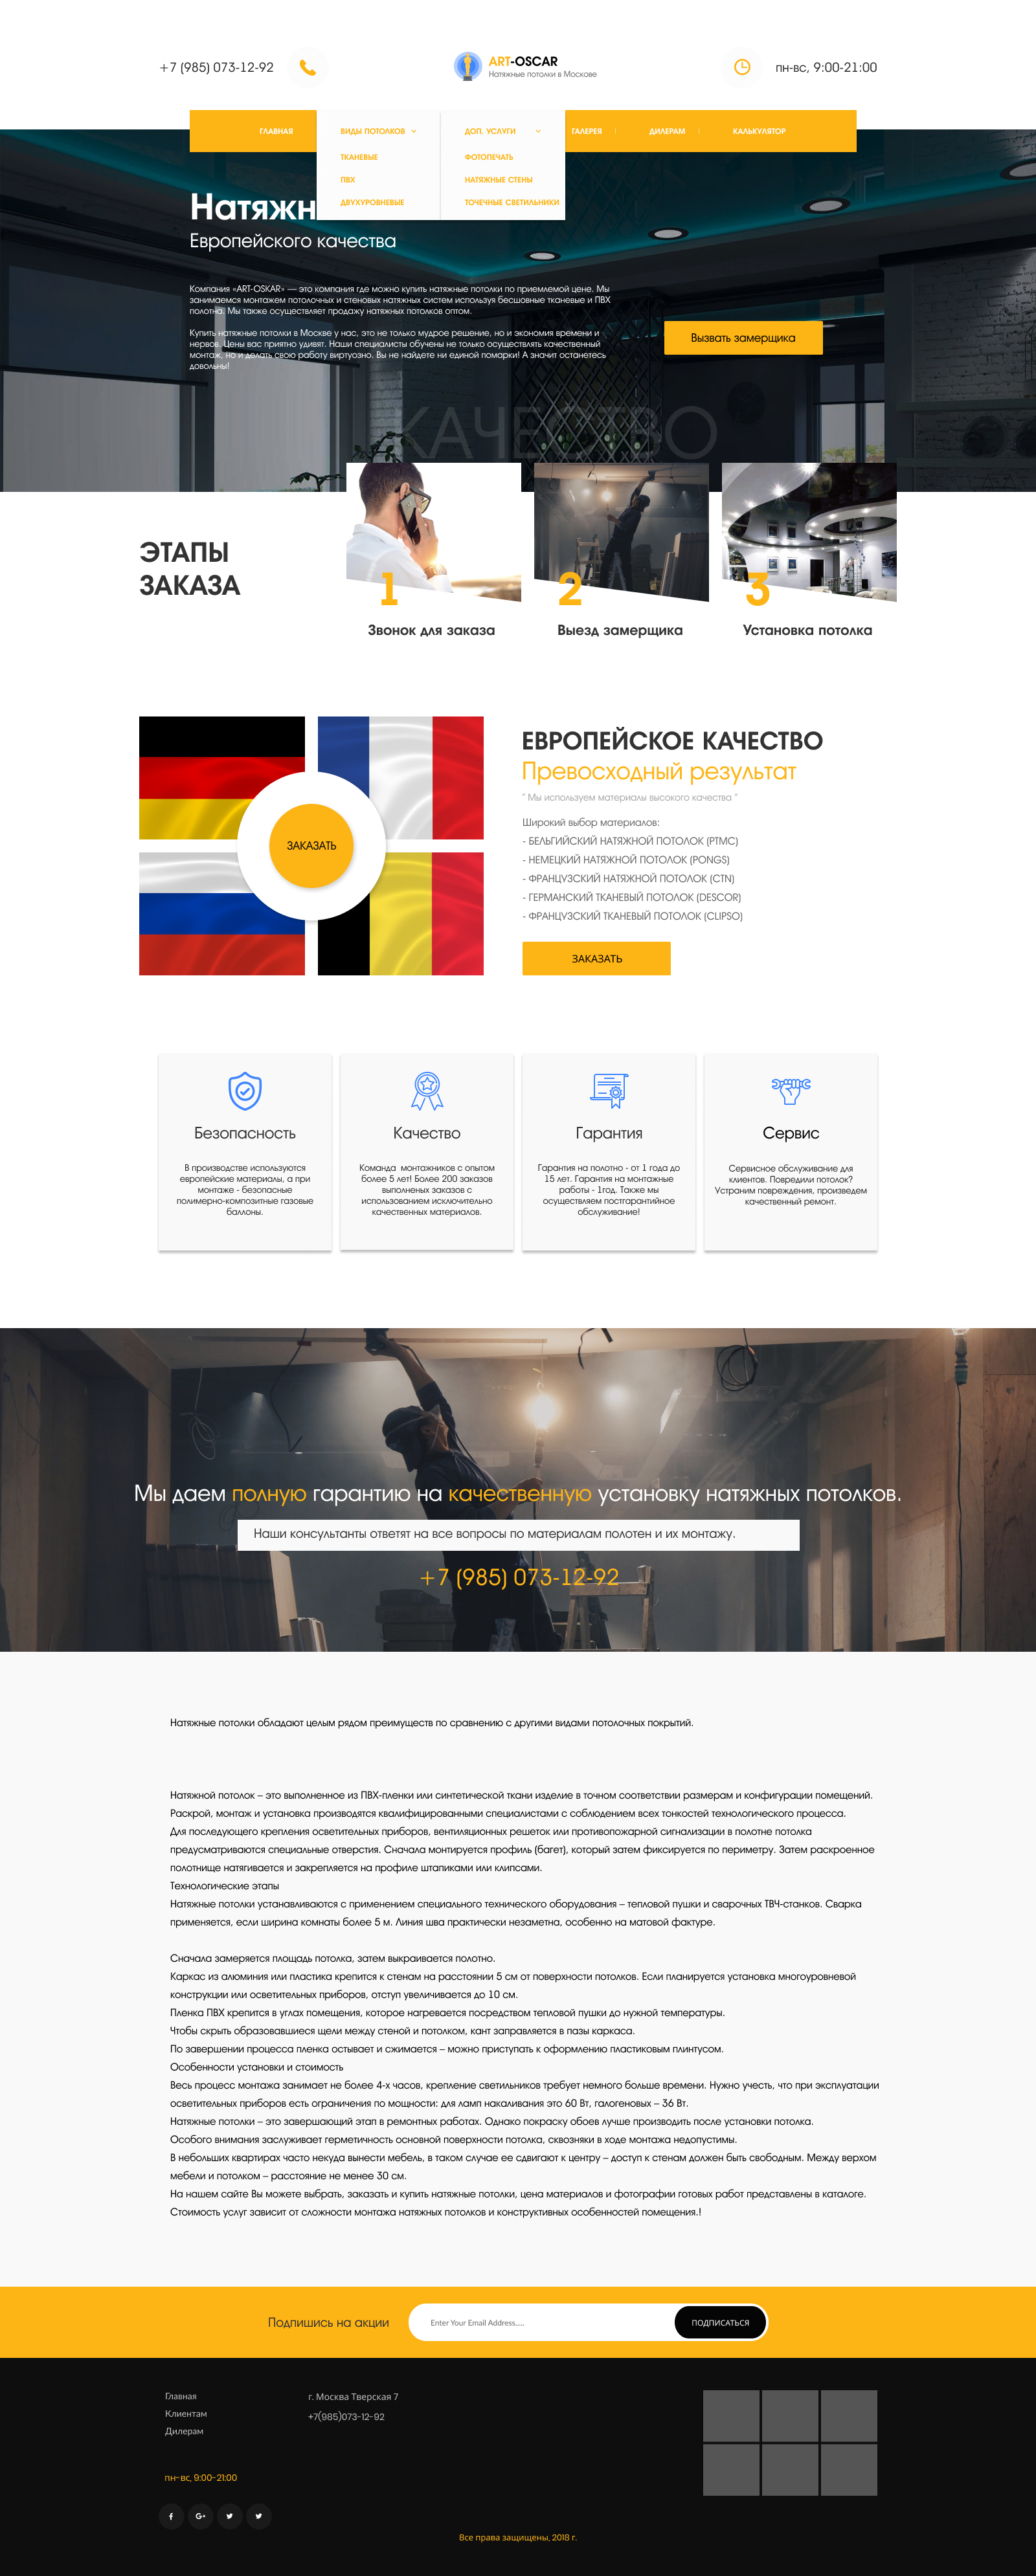 +7 (985) 073-12-92
ART-OSCAR
Натяжные потолки в Москове
пн-вс, 9:00-21:00
ГЛАВНАЯ
ВИДЫ ПОТОЛКОВ
ДОП. УСЛУГИ
ГАЛЕРЕЯ
ДИЛЕРАМ
КАЛЬКУЛЯТОР
ТКАНЕВЫЕ
ФОТОПЕЧАТЬ
ПВХ
НАТЯЖНЫЕ СТЕНЫ
ДВУХУРОВНЕВЫЕ
ТОЧЕЧНЫЕ СВЕТИЛЬНИКИ
Натяжн
Европейского качества
Компания «ART-OSKAR» — это компания где можно купить натяжные потолки по приемлемой цене. Мы
занимаемся монтажем потолочных и стеновых натяжных систем используя бесшовные тканевые и ПВХ
полотна. Мы также осуществляет продажу натяжных потолков оптом.
Купить натяжные потолки в Москве у нас, это не только мудрое решение, но и экономия времени и
нервов. Цены вас приятно удивят. Наши специалисты обучены не только осуществлять качественный
монтаж, но и делать свою работу виртуозно. Вы не найдете ни единой помарки! А значит останетесь
довольны!
Вызвать замерщика
КАЧЕСТВО
ЭТАПЫ
ЗАКАЗА
1
2
3
Звонок для заказа
Выезд замерщика
Установка потолка
ЗАКАЗАТЬ
ЕВРОПЕЙСКОЕ КАЧЕСТВО
Превосходный результат
“ Мы используем материалы высокого качества “
Широкий выбор материалов:
- БЕЛЬГИЙСКИЙ НАТЯЖНОЙ ПОТОЛОК (PTMC)
- НЕМЕЦКИЙ НАТЯЖНОЙ ПОТОЛОК (PONGS)
- ФРАНЦУЗСКИЙ НАТЯЖНОЙ ПОТОЛОК (CTN)
- ГЕРМАНСКИЙ ТКАНЕВЫЙ ПОТОЛОК (DESCOR)
- ФРАНЦУЗСКИЙ ТКАНЕВЫЙ ПОТОЛОК (CLIPSO)
ЗАКАЗАТЬ
Безопасность
В производстве используются
европейские материалы, а при
монтаже - безопасные
полимерно-композитные газовые
баллоны.
Качество
Команда монтажников с опытом
более 5 лет! Более 200 заказов
выполненых заказов с
использованием исключительно
качественных материалов.
Гарантия
Гарантия на полотно - от 1 года до
15 лет. Гарантия на монтажные
работы - 1год. Также мы
осуществляем постгарантийное
обслуживание!
Сервис
Сервисное обслуживание для
клиентов. Повредили потолок?
Устраним повреждения, произведем
качественный ремонт.
Мы даем полную гарантию на качественную установку натяжных потолков.
Наши консультанты ответят на все вопросы по материалам полотен и их монтажу.
+7 (985) 073-12-92
Натяжные потолки обладают целым рядом преимуществ по сравнению с другими видами потолочных покрытий.
Натяжной потолок – это выполненное из ПВХ-пленки или синтетической ткани изделие в точном соответствии размерам и конфигурации помещений.
Раскрой, монтаж и установка производятся квалифицированными специалистами с соблюдением всех тонкостей технологического процесса.
Для последующего крепления осветительных приборов, вентиляционных решеток или противопожарной сигнализации в полотне потолка
предусматриваются специальные отверстия. Сначала монтируется профиль (багет), который затем фиксируется по периметру. Затем раскроенное
полотнище натягивается и закрепляется на профиле штапиками или клипсами.
Технологические этапы
Натяжные потолки устанавливаются с применением специального технического оборудования – тепловой пушки и сварочных ТВЧ-станков. Сварка
применяется, если ширина комнаты более 5 м. Линия шва практически незаметна, особенно на матовой фактуре.
Сначала замеряется площадь потолка, затем выкраивается полотно.
Каркас из алюминия или пластика крепится к стенам на расстоянии 5 см от поверхности потолков. Если планируется установка многоуровневой
конструкции или осветительных приборов, отступ увеличивается до 10 см.
Пленка ПВХ крепится в углах помещения, которое нагревается посредством тепловой пушки до нужной температуры.
Чтобы скрыть образовавшиеся щели между стеной и потолком, кант заправляется в пазы каркаса.
По завершении процесса пленка остывает и сжимается – можно приступать к оформлению пластиковым плинтусом.
Особенности установки и стоимость
Весь процесс монтажа занимает не более 4-х часов, крепление светильников требует немного больше времени. Нужно учесть, что при эксплуатации
осветительных приборов есть ограничения по мощности: для ламп накаливания это 60 Вт, галогеновых – 36 Вт.
Натяжные потолки – это завершающий этап в ремонтных работах. Однако покраску обоев лучше производить после установки потолка.
Особого внимания заслуживает герметичность основной поверхности потолка, сквозняки в ходе монтажа недопустимы.
В небольших квартирах часто некуда вынести мебель, в таком случае ее сдвигают к центру – доступ к стенам должен быть свободным. Между верхом
мебели и потолком – расстояние не менее 30 см.
На нашем сайте Вы можете выбрать, заказать и купить натяжные потолки, цена материалов и фотографии готовых работ представлены в каталоге.
Стоимость услуг зависит от сложности монтажа натяжных потолков и конструктивных особенностей помещения.!
Подпишись на акции
Enter Your Email Address.....
ПОДПИСАТЬСЯ
Главная
Клиентам
Дилерам
г. Москва Тверская 7
+7(985)073-12-92
пн-вс, 9:00-21:00
Все права защищены, 2018 г.